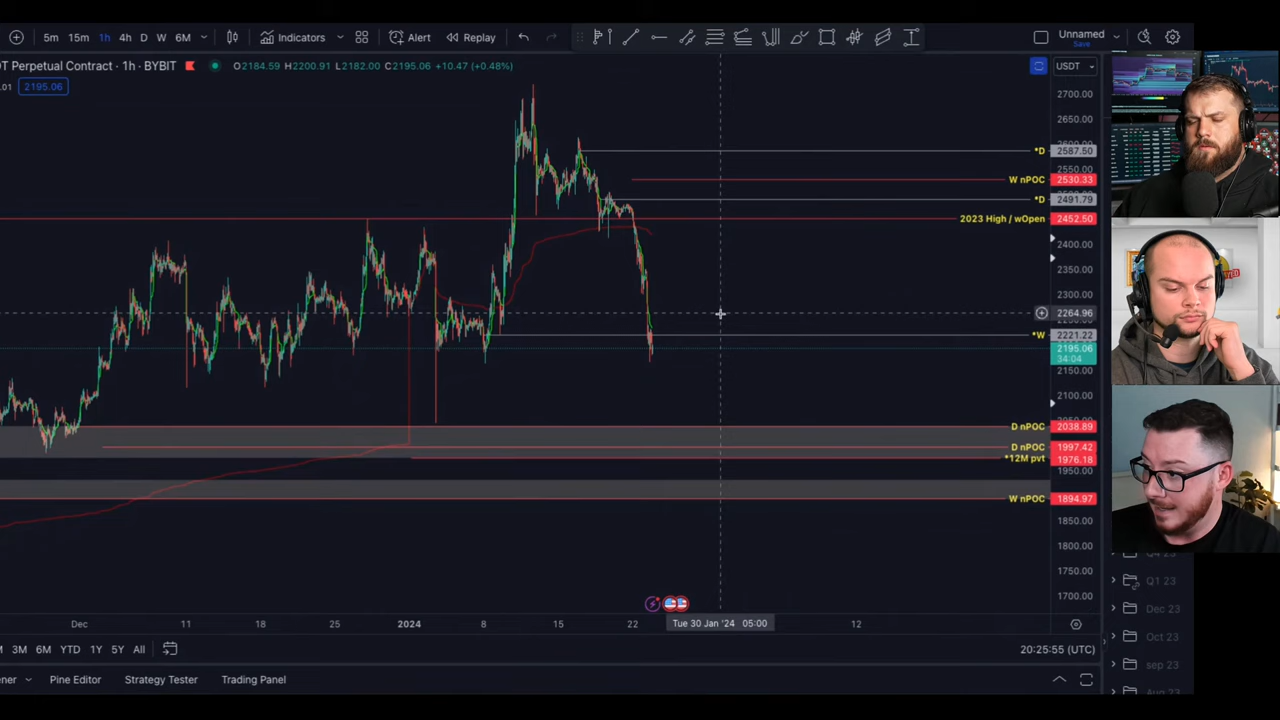 5m 15m 1h 4h D W 6M Indicators Alert Replay Unnamed
Save
T Perpetual Contract · 1h · BYBIT O2184.59 H2200.91 L2182.00 C2195.06 +10.47 (+0.48%) USDT
.01 2195.06
2700.00
2650.00
*D 2587.50
2550.00
W nPOC 2530.33
*D 2491.79
2023 High / wOpen 2452.50
2400.00
2350.00
2300.00
2264.96
*W 2221.22
2195.06
34:04
2150.00
2100.00
D nPOC 2038.89
D nPOC 1997.42
*12M pvt 1976.18
1950.00
W nPOC 1894.97
1850.00
1800.00
1750.00
1700.00
Q1 23
Dec 23
Oct 23
sep 23
Dec 11 18 25 2024 8 15 22 Tue 30 Jan '24 05:00 12
3M 6M YTD 1Y 5Y All 20:25:55 (UTC)
ner Pine Editor Strategy Tester Trading Panel